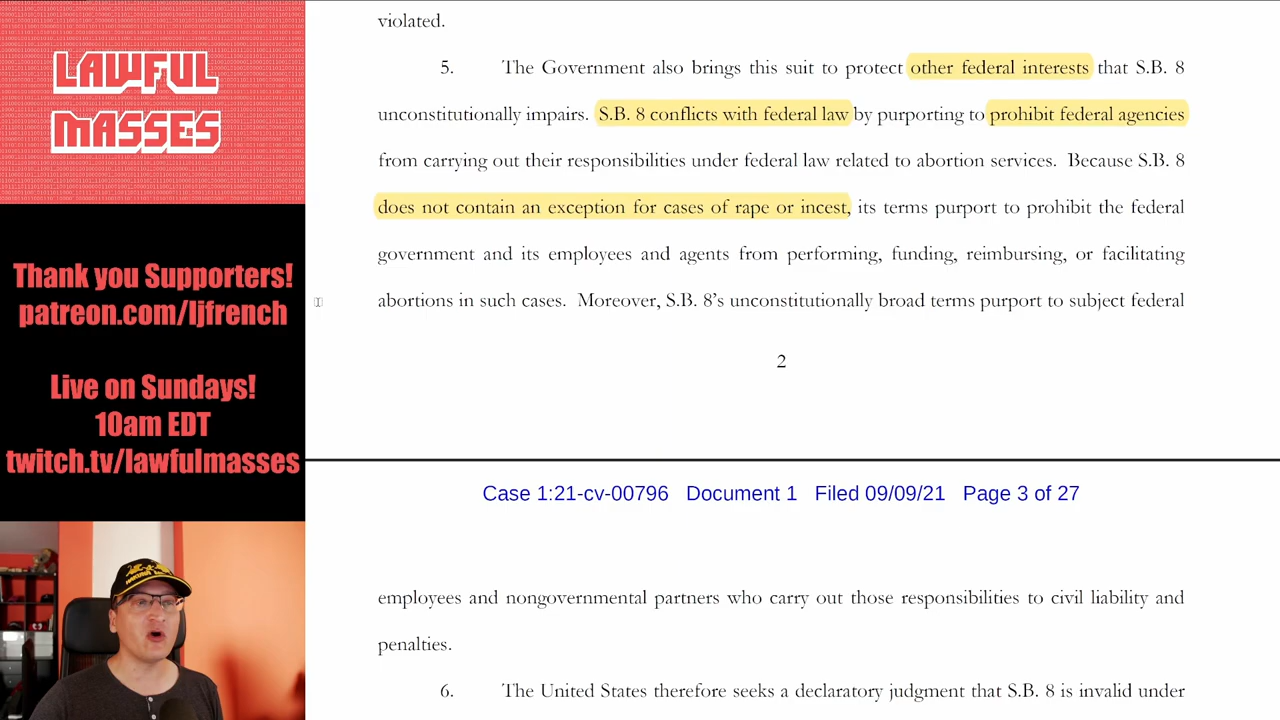 LAWFUL
MASSES
Thank you Supporters!
patreon.com/ljfrench
Live on Sundays!
10am EDT
twitch.tv/lawfulmasses
violated.
5. The Government also brings this suit to protect other federal interests that S.B. 8
unconstitutionally impairs. S.B. 8 conflicts with federal law by purporting to prohibit federal agencies
from carrying out their responsibilities under federal law related to abortion services. Because S.B. 8
does not contain an exception for cases of rape or incest, its terms purport to prohibit the federal
government and its employees and agents from performing, funding, reimbursing, or facilitating
abortions in such cases. Moreover, S.B. 8’s unconstitutionally broad terms purport to subject federal
2
Case 1:21-cv-00796 Document 1 Filed 09/09/21 Page 3 of 27
employees and nongovernmental partners who carry out those responsibilities to civil liability and
penalties.
6. The United States therefore seeks a declaratory judgment that S.B. 8 is invalid under